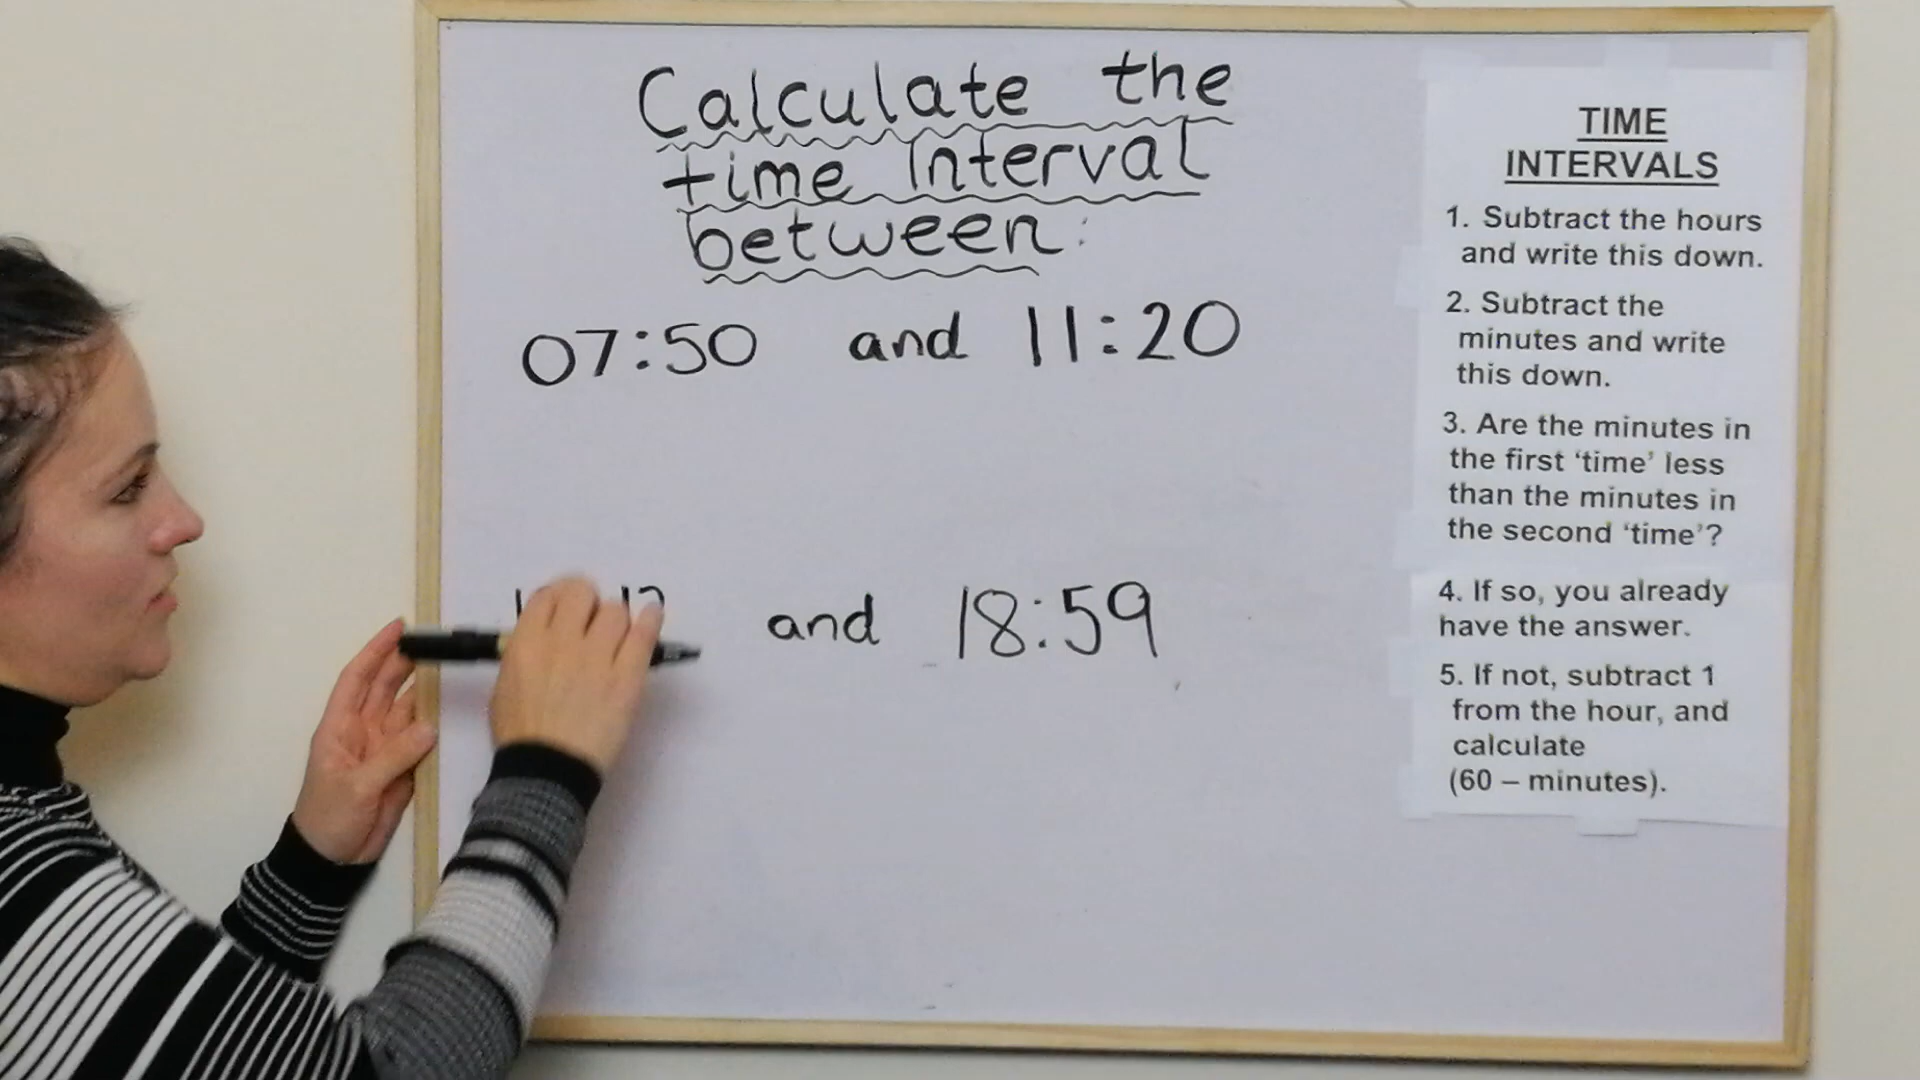 Calculate the
time Interval
between:
07:50 and 11:20
and 18:59
TIME
INTERVALS
1. Subtract the hours
and write this down.
2. Subtract the
minutes and write
this down.
3. Are the minutes in
the first ‘time’ less
than the minutes in
the second ‘time’?
4. If so, you already
have the answer.
5. If not, subtract 1
from the hour, and
calculate
(60 – minutes).